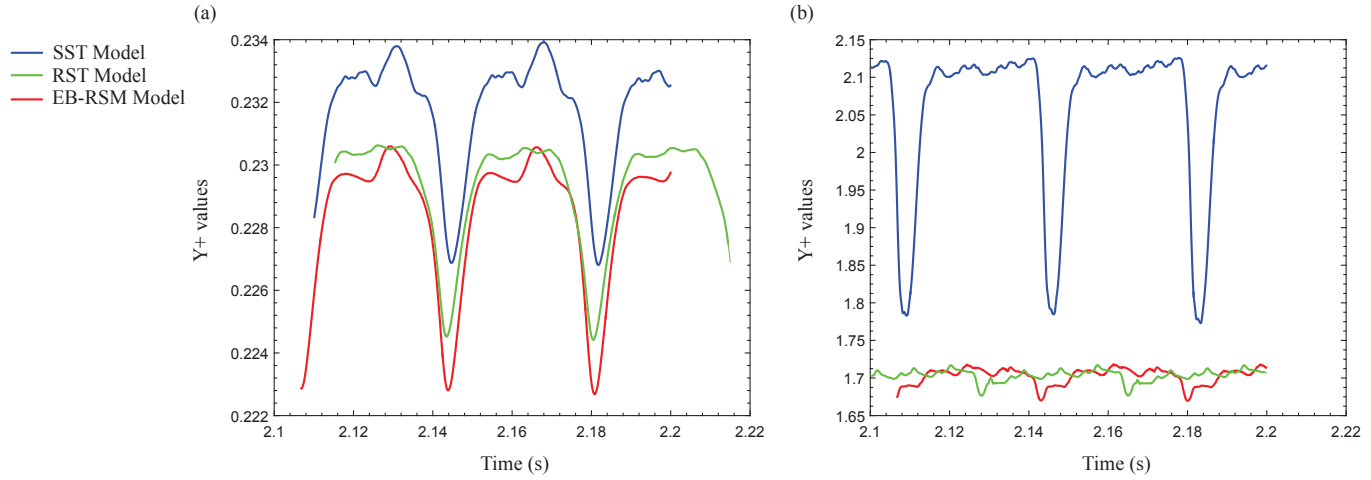 (a)
(b)
SST Model
RST Model
EB-RSM Model
0.234
0.232
0.23
0.228
0.226
0.224
0.222
Y+ values
2.1 2.12 2.14 2.16 2.18 2.2 2.22
Time (s)
2.15
2.1
2.05
2
1.95
1.9
1.85
1.8
1.75
1.7
1.65
Y+ values
2.1 2.12 2.14 2.16 2.18 2.2 2.22
Time (s)